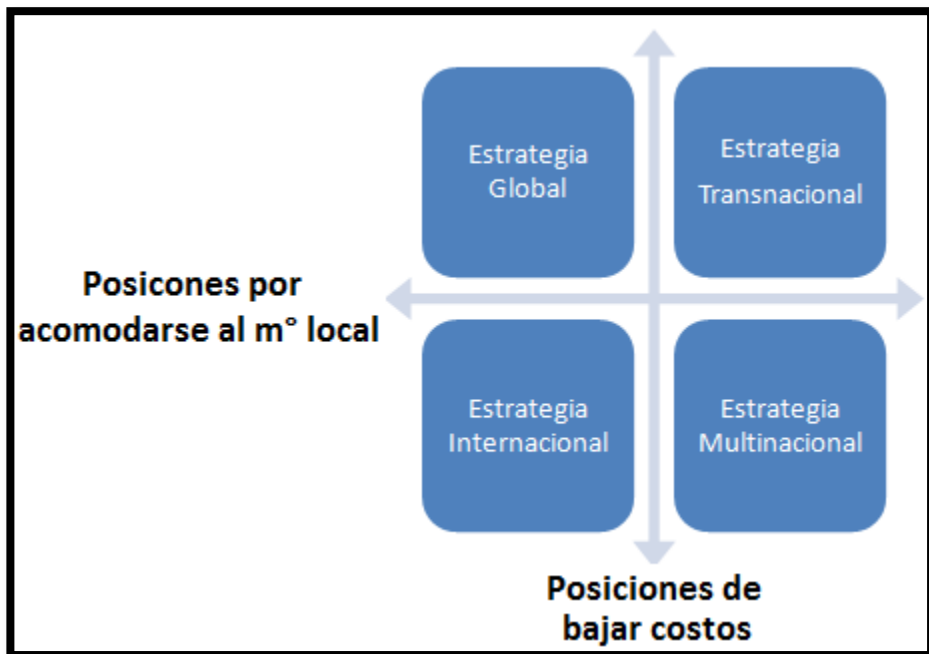 Estrategia
Global
Estrategia
Transnacional
Posicones por
acomodarse al m° local
Estrategia
Internacional
Estrategia
Multinacional
Posiciones de
bajar costos